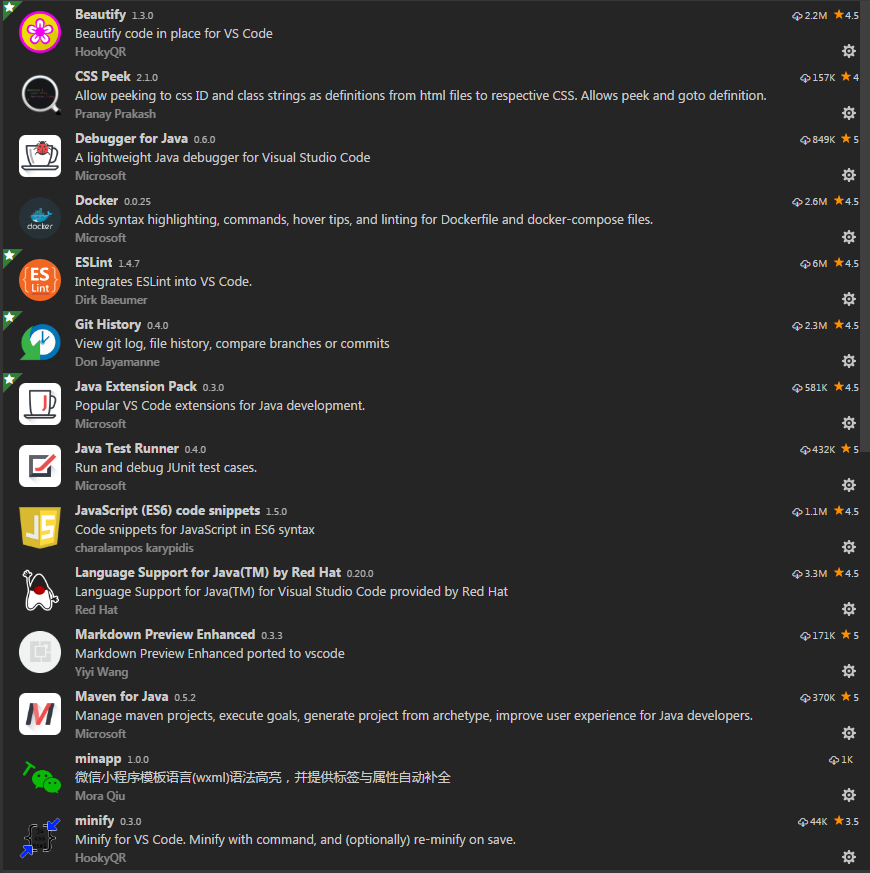 Beautify 1.3.0 2.2M 4.5
Beautify code in place for VS Code
HookyQR
CSS Peek 2.1.0 157K 4
Allow peeking to css ID and class strings as definitions from html files to respective CSS. Allows peek and goto definition.
Pranay Prakash
Debugger for Java 0.6.0 849K 5
A lightweight Java debugger for Visual Studio Code
Microsoft
Docker 0.0.25 2.6M 4.5
docker
Adds syntax highlighting, commands, hover tips, and linting for Dockerfile and docker-compose files.
Microsoft
ESLint 1.4.7 6M 4.5
ES
Lint
Integrates ESLint into VS Code.
Dirk Baeumer
Git History 0.4.0 2.3M 4.5
View git log, file history, compare branches or commits
Don Jayamanne
Java Extension Pack 0.3.0 581K 4.5
J
Popular VS Code extensions for Java development.
Microsoft
Java Test Runner 0.4.0 432K 5
Run and debug JUnit test cases.
Microsoft
JavaScript (ES6) code snippets 1.5.0 1.1M 4.5
JS
Code snippets for JavaScript in ES6 syntax
charalampos karypidis
Language Support for Java(TM) by Red Hat 0.20.0 3.3M 4.5
Language Support for Java(TM) for Visual Studio Code provided by Red Hat
Red Hat
Markdown Preview Enhanced 0.3.3 171K 5
Markdown Preview Enhanced ported to vscode
Yiyi Wang
Maven for Java 0.5.2 370K 5
M
Manage maven projects, execute goals, generate project from archetype, improve user experience for Java developers.
Microsoft
minapp 1.0.0 1K
T
微信小程序模板语言(wxml)语法高亮，并提供标签与属性自动补全
Mora Qiu
minify 0.3.0 44K 3.5
Minify for VS Code. Minify with command, and (optionally) re-minify on save.
HookyQR